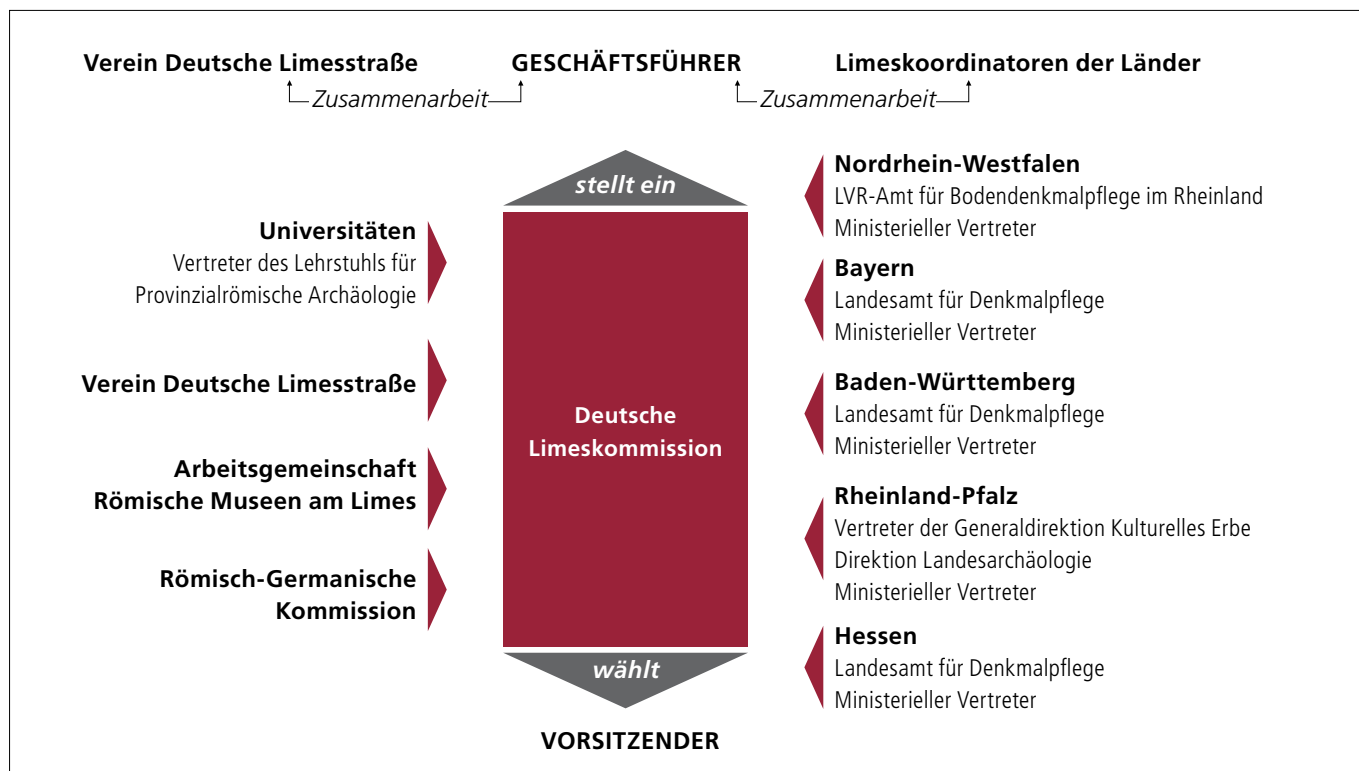 Verein Deutsche Limesstraße
GESCHÄFTSFÜHRER
Limeskoordinatoren der Länder
Zusammenarbeit
Zusammenarbeit
stellt ein
Universitäten
Vertreter des Lehrstuhls für
Provinzialrömische Archäologie
Verein Deutsche Limesstraße
Arbeitsgemeinschaft
Römische Museen am Limes
Römisch-Germanische
Kommission
Deutsche
Limeskommission
Nordrhein-Westfalen
LVR-Amt für Bodendenkmalpflege im Rheinland
Ministerieller Vertreter
Bayern
Landesamt für Denkmalpflege
Ministerieller Vertreter
Baden-Württemberg
Landesamt für Denkmalpflege
Ministerieller Vertreter
Rheinland-Pfalz
Vertreter der Generaldirektion Kulturelles Erbe
Direktion Landesarchäologie
Ministerieller Vertreter
Hessen
Landesamt für Denkmalpflege
Ministerieller Vertreter
wählt
VORSITZENDER